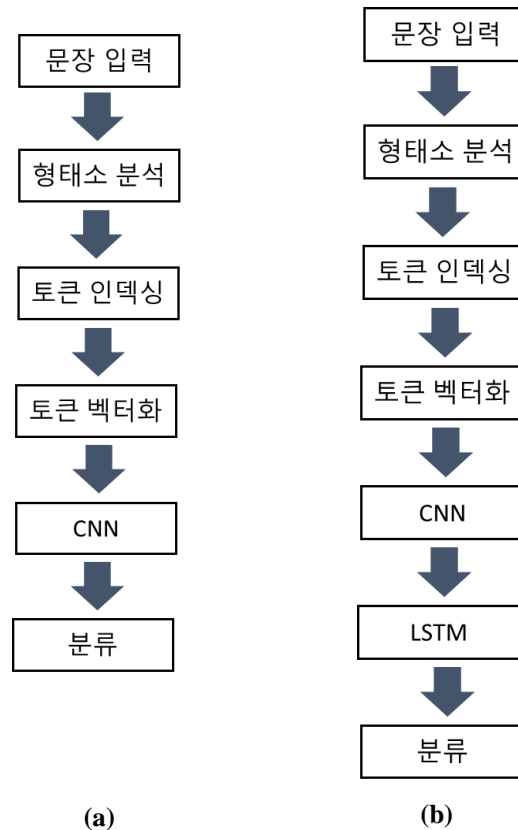 문장 입력
형태소 분석
토큰 인덱싱
토큰 벡터화
CNN
분류
(a)
문장 입력
형태소 분석
토큰 인덱싱
토큰 벡터화
CNN
LSTM
분류
(b)